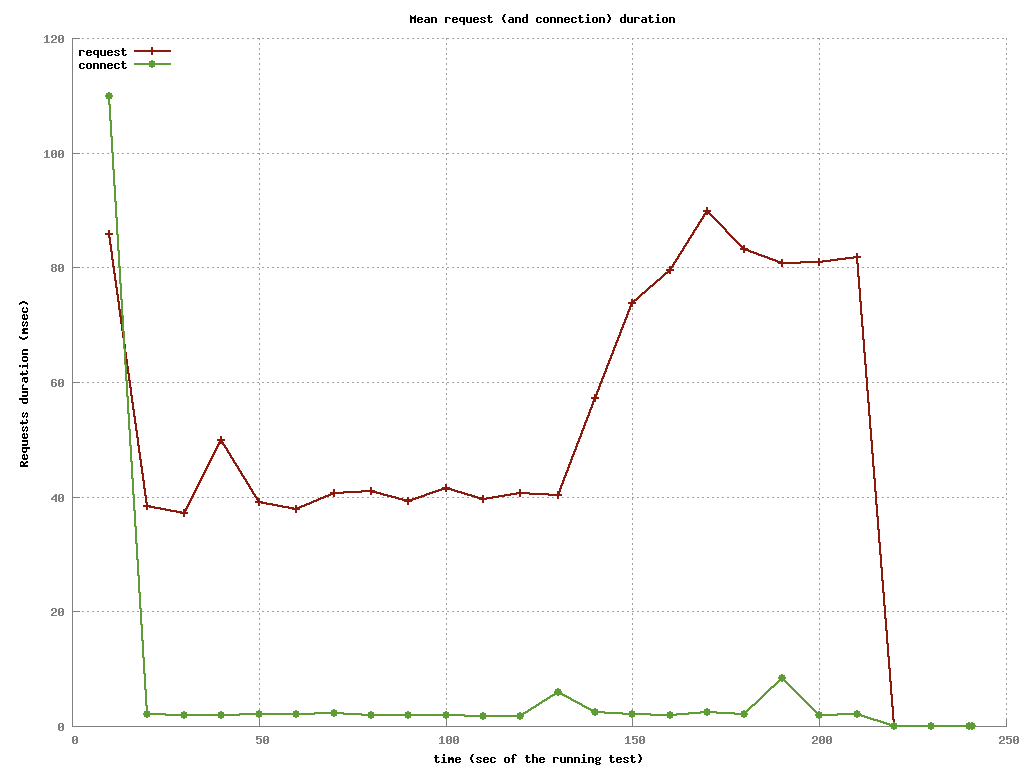 Mean request (and connection) duration
120
request
connect
100
80
60
40
20
0
Requests duration (msec)
0 50 100 150 200 250
time (sec of the running test)